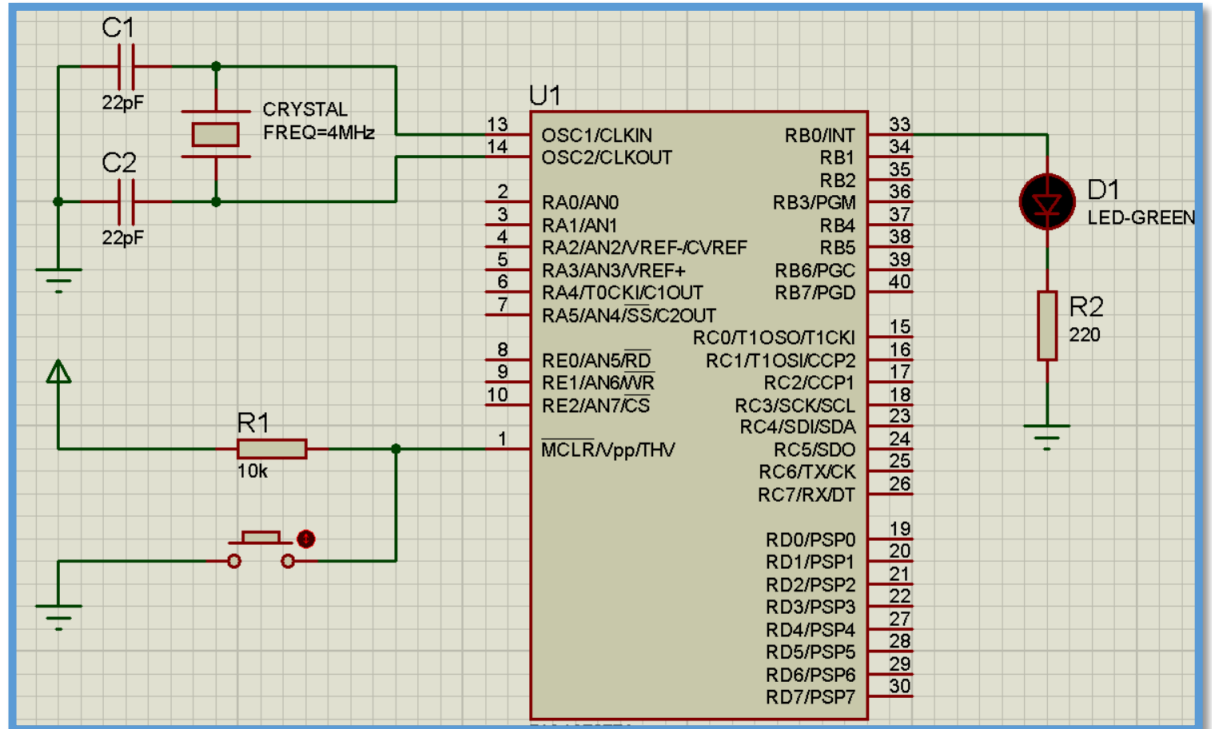 C1
22pF
CRYSTAL
FREQ=4MHz
C2
22pF
R1
10k
U1
13 OSC1/CLKIN
14 OSC2/CLKOUT
2 RA0/AN0
3 RA1/AN1
4 RA2/AN2/VREF-/CVREF
5 RA3/AN3/VREF+
6 RA4/T0CKI/C1OUT
7 RA5/AN4/SS/C2OUT
8 RE0/AN5/RD
9 RE1/AN6/WR
10 RE2/AN7/CS
1 MCLR/Vpp/THV
RB0/INT 33
RB1 34
RB2 35
RB3/PGM 36
RB4 37
RB5 38
RB6/PGC 39
RB7/PGD 40
RC0/T1OSO/T1CKI 15
RC1/T1OSI/CCP2 16
RC2/CCP1 17
RC3/SCK/SCL 18
RC4/SDI/SDA 23
RC5/SDO 24
RC6/TX/CK 25
RC7/RX/DT 26
RD0/PSP0 19
RD1/PSP1 20
RD2/PSP2 21
RD3/PSP3 22
RD4/PSP4 27
RD5/PSP5 28
RD6/PSP6 29
RD7/PSP7 30
D1
LED-GREEN
R2
220